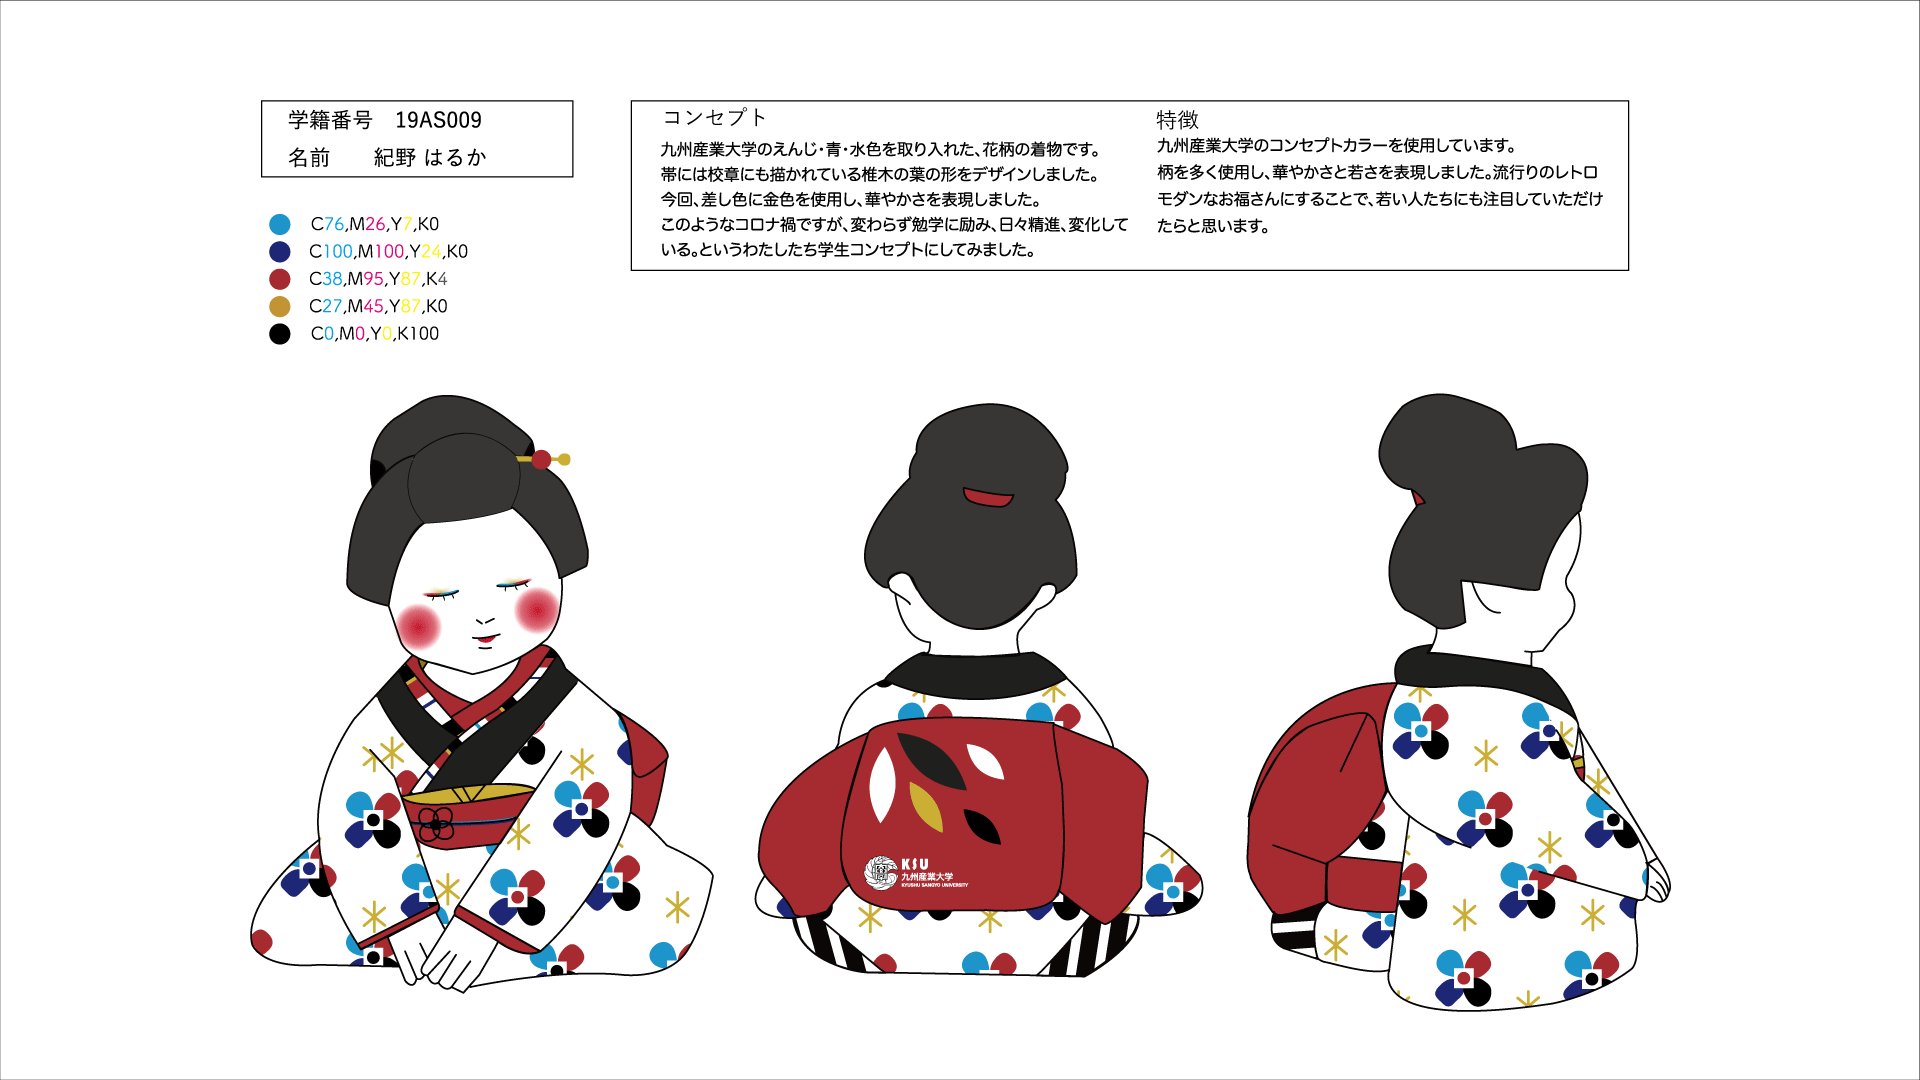 学籍番号　19AS009
名前　　紀野 はるか
C76,M26,Y7,K0
C100,M100,Y24,K0
C38,M95,Y87,K4
C27,M45,Y87,K0
C0,M0,Y0,K100
コンセプト
九州産業大学のえんじ・青・水色を取り入れた、花柄の着物です。
帯には校章にも描かれている椎木の葉の形をデザインしました。
今回、差し色に金色を使用し、華やかさを表現しました。
このようなコロナ禍ですが、変わらず勉学に励み、日々精進、変化して
いる。というわたしたち学生コンセプトにしてみました。
特徴
九州産業大学のコンセプトカラーを使用しています。
柄を多く使用し、華やかさと若さを表現しました。流行りのレトロ
モダンなお福さんにすることで、若い人たちにも注目していただけ
たらと思います。
KSU
九州産業大学
KYUSHU SANGYO UNIVERSITY